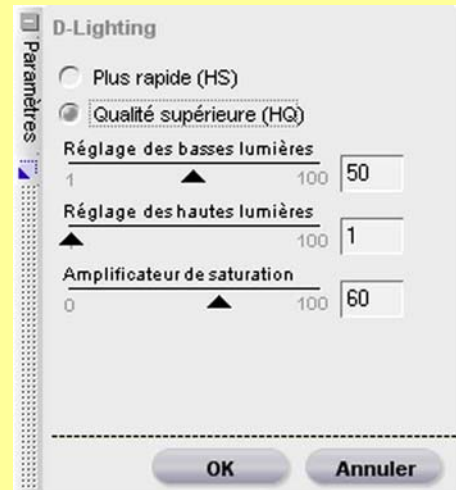 D-Lighting
Paramètres
Plus rapide (HS)
Qualité supérieure (HQ)
Réglage des basses lumières
1 100 50
Réglage des hautes lumières
100 1
Amplificateur de saturation
0 100 60
OK Annuler